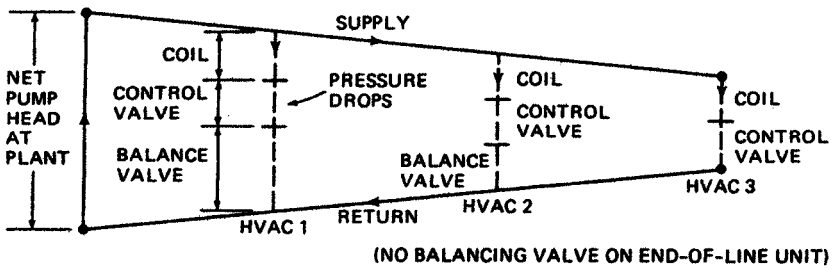 NET
PUMP
HEAD
AT
PLANT
COIL
CONTROL
VALVE
BALANCE
VALVE
SUPPLY
PRESSURE
DROPS
HVAC 1
RETURN
COIL
CONTROL
VALVE
BALANCE
VALVE
HVAC 2
COIL
CONTROL
VALVE
HVAC 3
(NO BALANCING VALVE ON END-OF-LINE UNIT)